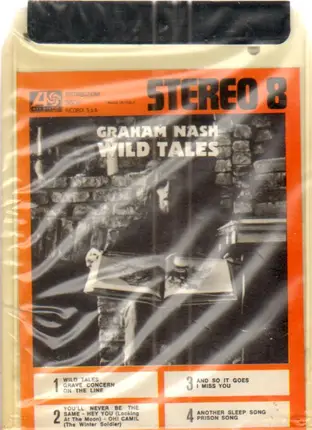 STEREO 8
GRAHAM NASH
WILD TALES
1
WILD TALES
GRAVE CONCERN
ON THE LINE
3
AND SO IT GOES
I MISS YOU
2
YOU'LL NEVER BE THE
SAME - HEY YOU (Looking
At The Moon) - OH! CAMIL
(The Winter Soldier)
4
ANOTHER SLEEP SONG
PRISON SONG